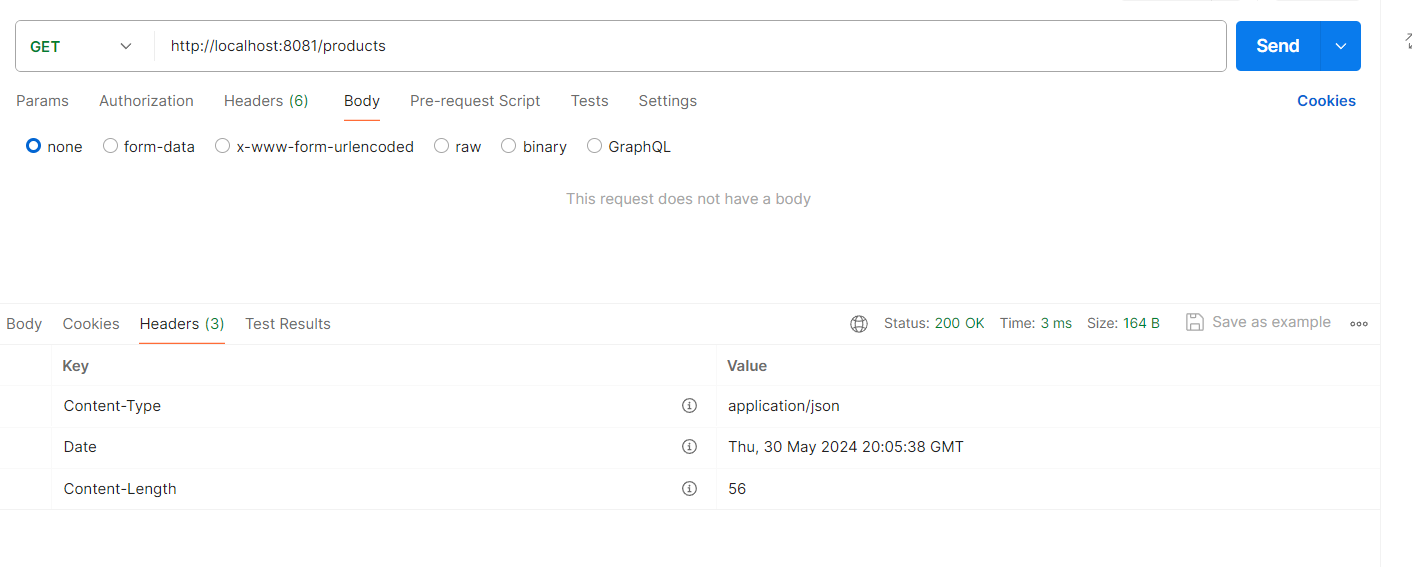 GET http://localhost:8081/products Send
Params Authorization Headers (6) Body Pre-request Script Tests Settings Cookies
none form-data x-www-form-urlencoded raw binary GraphQL
This request does not have a body
Body Cookies Headers (3) Test Results Status: 200 OK Time: 3 ms Size: 164 B Save as example
Key Value
Content-Type application/json
Date Thu, 30 May 2024 20:05:38 GMT
Content-Length 56